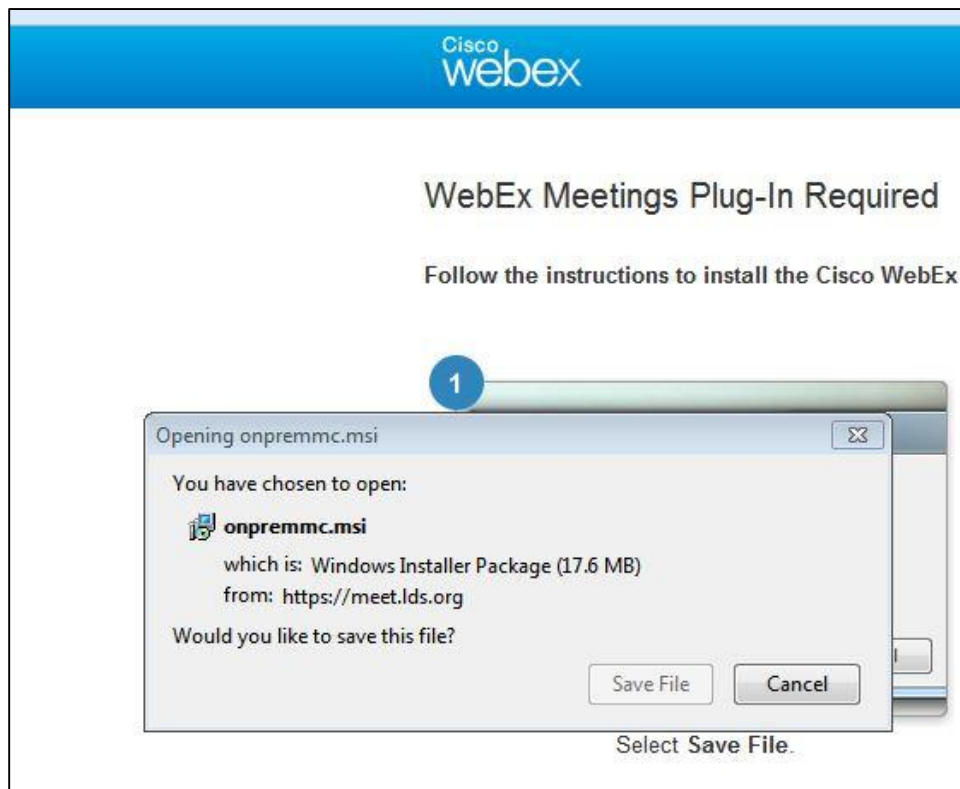 Cisco
webex
WebEx Meetings Plug-In Required
Follow the instructions to install the Cisco WebEx
1
Opening onpremmc.msi
You have chosen to open:
onpremmc.msi
which is: Windows Installer Package (17.6 MB)
from: https://meet.lds.org
Would you like to save this file?
Save File
Cancel
Select Save File.